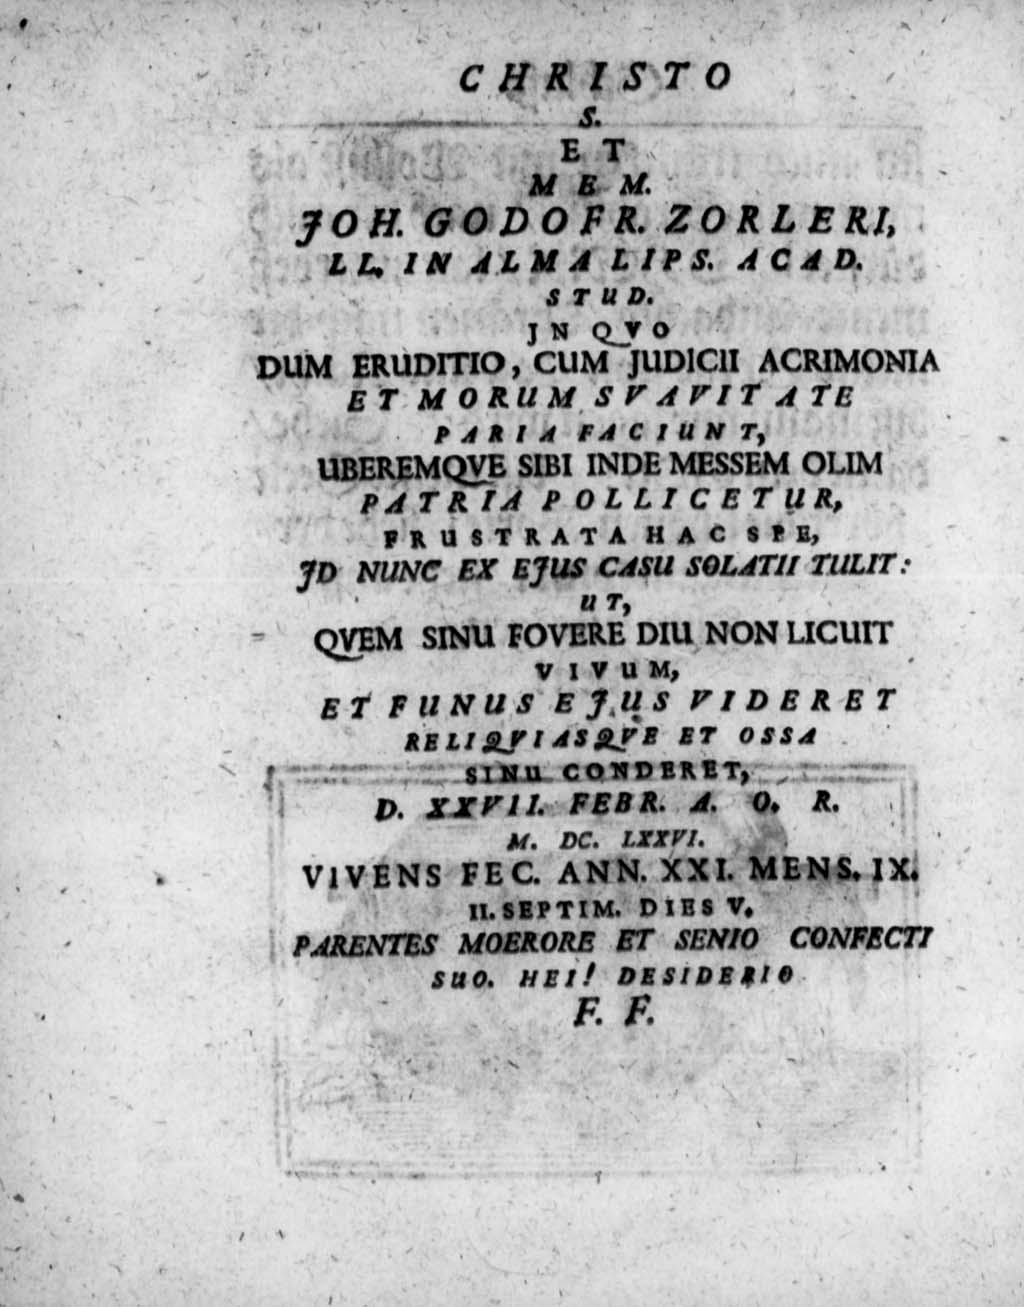 CHRISTO
S.
ET
MEM.
JOH. GODOFR. ZORLERI,
LL. IN ALMA LIPS. ACAD.
STUD.
JN QVO
DUM ERUDITIO, CUM JUDICII ACRIMONIA
ET MORUM SVAVITATE
PARIA FACIUNT,
UBEREMQVE SIBI INDE MESSEM OLIM
PATRIA POLLICETUR,
FRUSTRATA HAC SPE,
JD NUNC EX EJUS CASU SOLATII TULIT:
UT,
QVEM SINU FOVERE DIU NON LICUIT
VIVUM,
ET FUNUS EJUS VIDERET
RELIQVIASQVE ET OSSA
SINU CONDERET,
D. XXVII. FEBR. A. O. R.
M. DC. LXXVI.
VIVENS FEC. ANN. XXI. MENS. IX.
II. SEPTIM. DIES V.
PARENTES MOERORE ET SENIO CONFECTI
SUO. HEI! DESIDERIO
F. F.